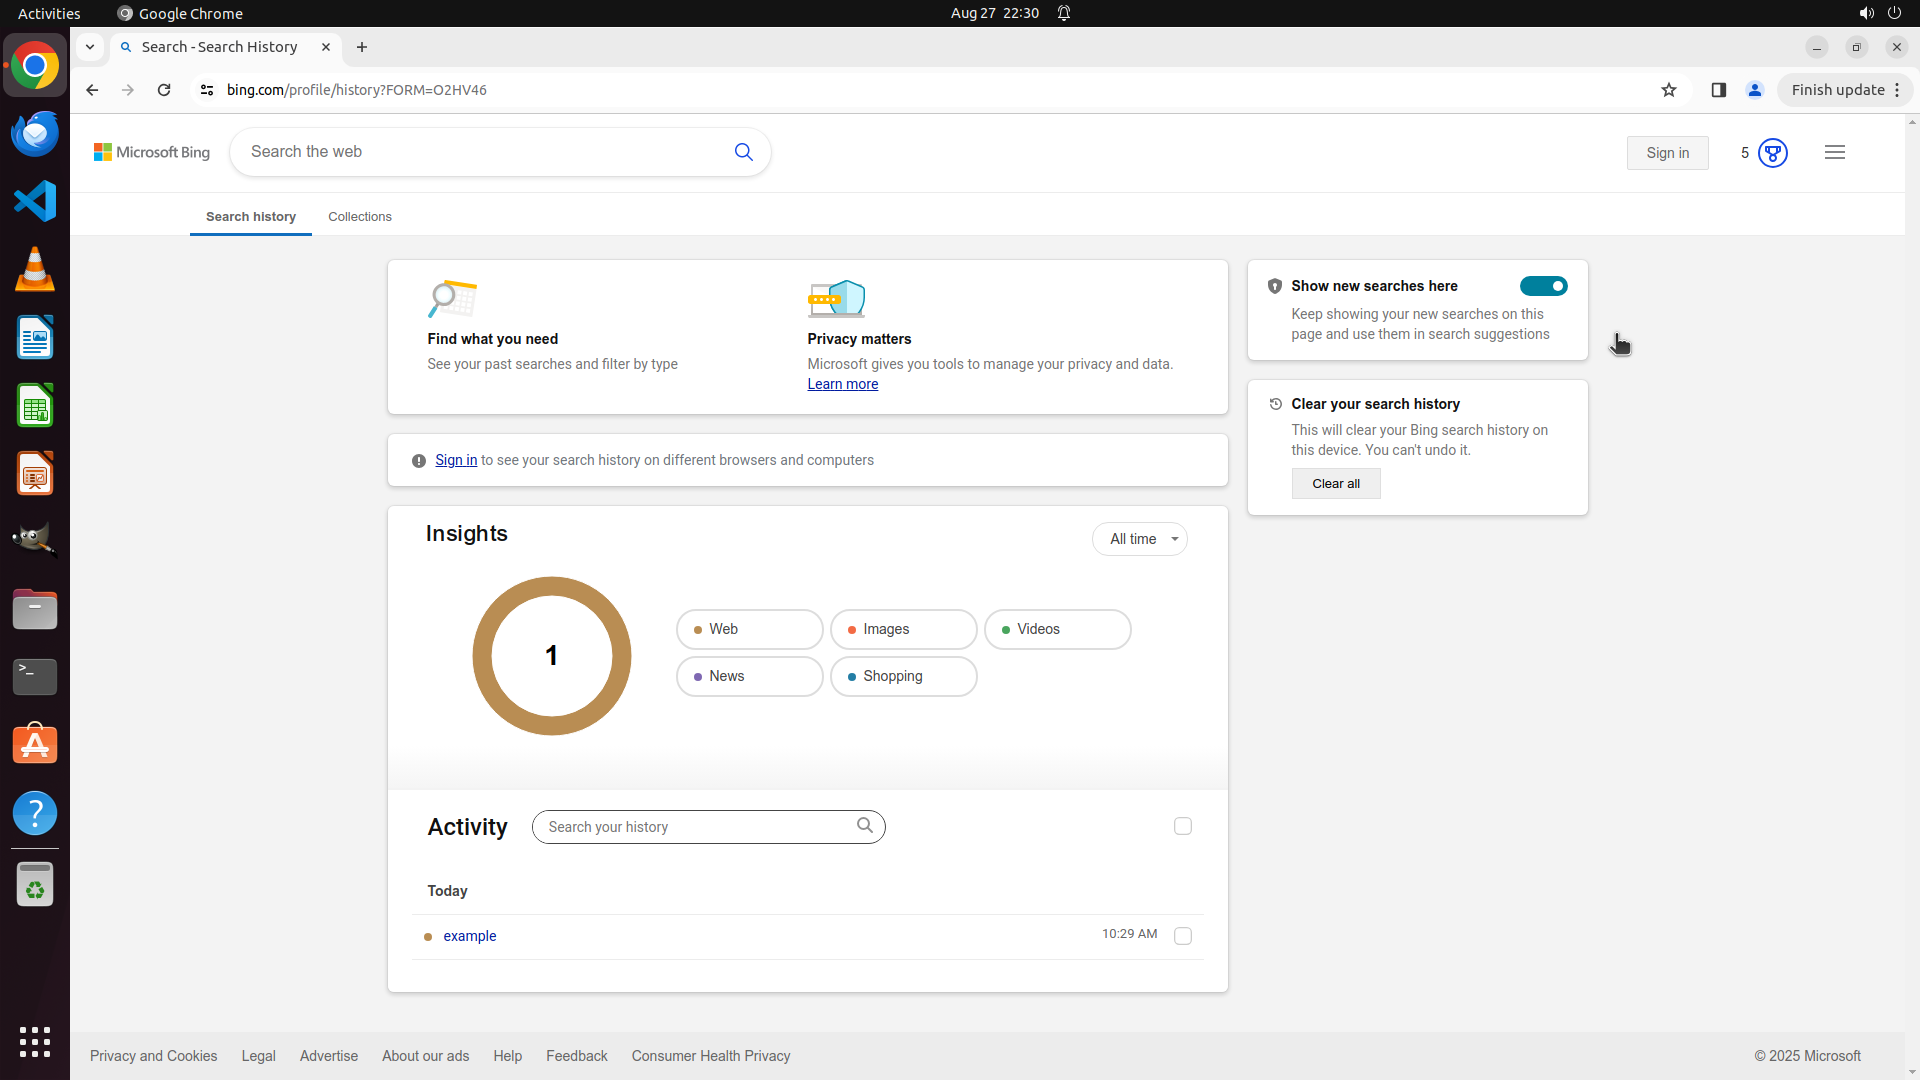 Activities
Google Chrome
Aug 27 22:30
Search - Search History
bing.com/profile/history?FORM=O2HV46
Finish update
Microsoft Bing
Search the web
Sign in
5
Search history
Collections
Find what you need
See your past searches and filter by type
Privacy matters
Microsoft gives you tools to manage your privacy and data.
Learn more
Show new searches here
Keep showing your new searches on this
page and use them in search suggestions
Clear your search history
This will clear your Bing search history on
this device. You can't undo it.
Clear all
Sign in to see your search history on different browsers and computers
Insights
All time
1
Web
Images
Videos
News
Shopping
Activity
Search your history
Today
example
10:29 AM
Privacy and Cookies
Legal
Advertise
About our ads
Help
Feedback
Consumer Health Privacy
© 2025 Microsoft